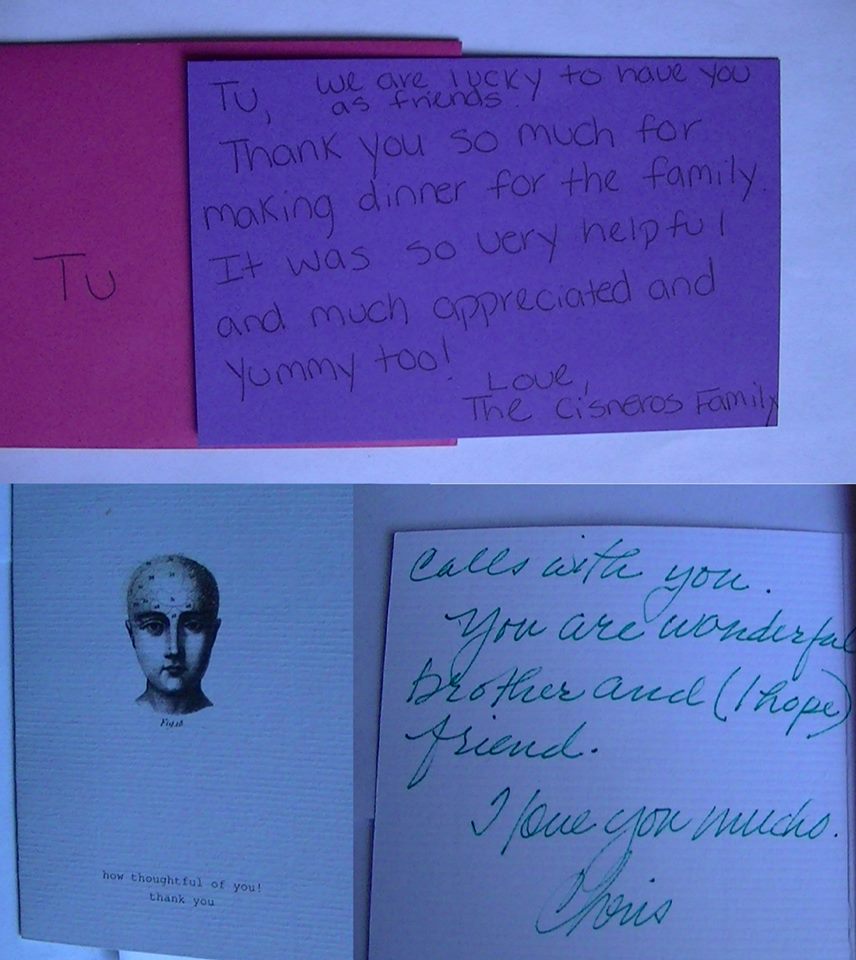 Tu
Tu, we are lucky to have you
as friends.
Thank you so much for
making dinner for the family.
It was so very helpful
and much appreciated and
yummy too!
Love,
The Cisneros Family
how thoughtful of you!
thank you
calls with you.
You are wonderful
brother and (I hope)
friend.
I love you mucho.
Chris